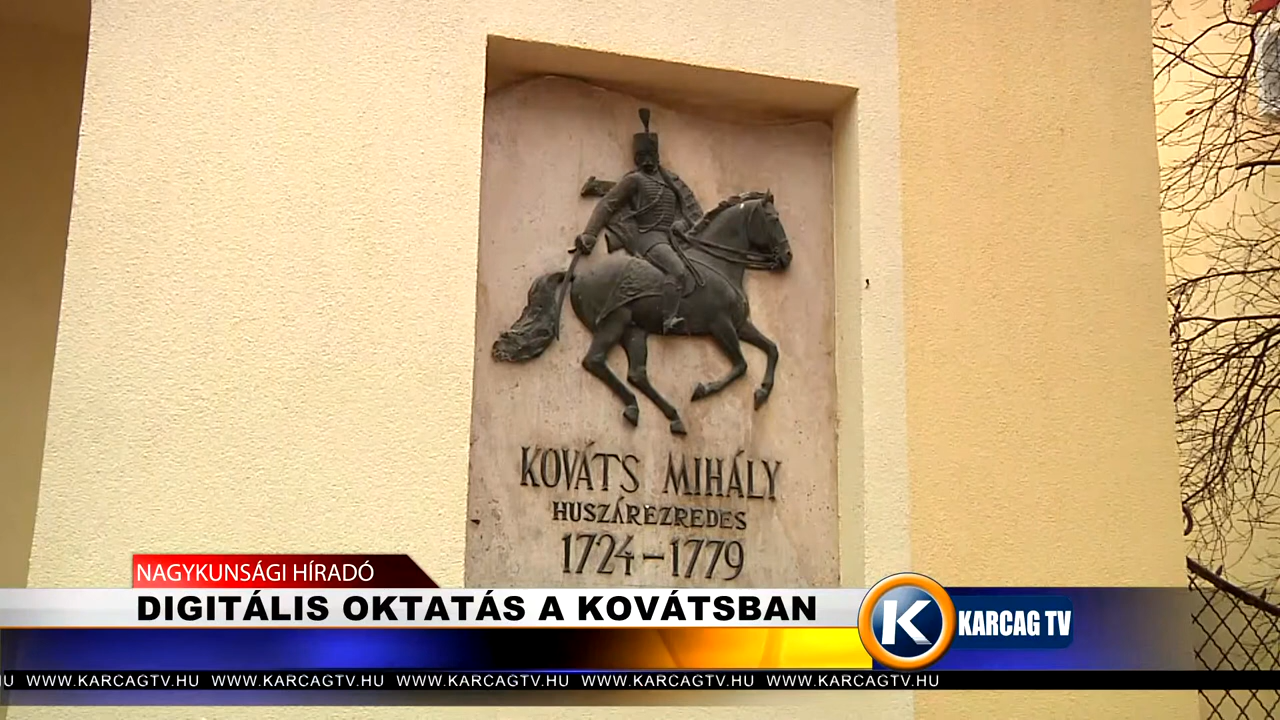 KOVÁTS MIHÁLY
HUSZÁREZREDES
1724-1779
NAGYKUNSÁGI HÍRADÓ
DIGITÁLIS OKTATÁS A KOVÁTSBAN
K KARCAG TV
HU WWW.KARCAGTV.HU WWW.KARCAGTV.HU WWW.KARCAGTV.HU WWW.KARCAGTV.HU WWW.KARCAGTV.HU